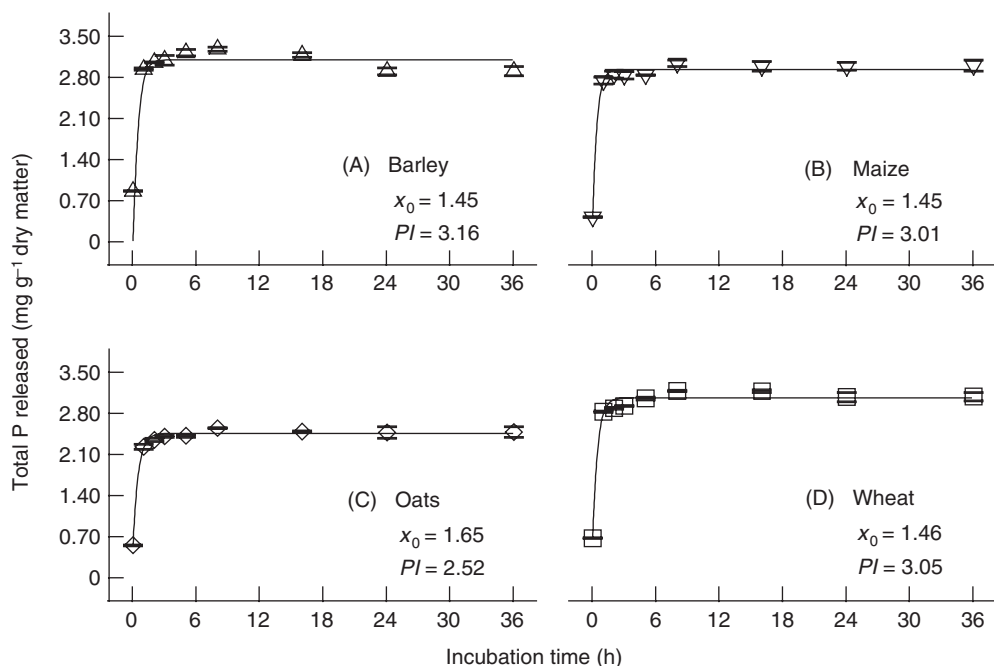 Total P released (mg g⁻¹ dry matter)
3.50
2.80
2.10
1.40
0.70
0
(A) Barley
x₀ = 1.45
PI = 3.16
0 6 12 18 24 30 36
(B) Maize
x₀ = 1.45
PI = 3.01
0 6 12 18 24 30 36
3.50
2.80
2.10
1.40
0.70
0
(C) Oats
x₀ = 1.65
PI = 2.52
0 6 12 18 24 30 36
(D) Wheat
x₀ = 1.46
PI = 3.05
0 6 12 18 24 30 36
Incubation time (h)